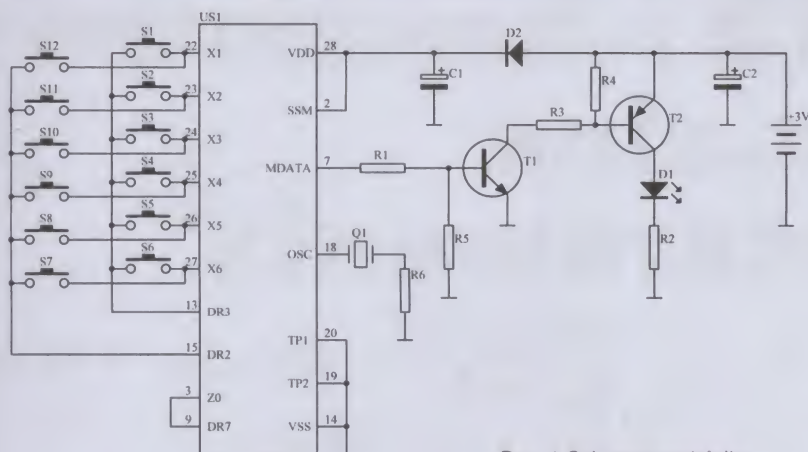 US1
S12
S1
22
X1
VDD
28
D2
S11
S2
23
X2
C1
R4
C2
SSM
2
R3
T2
+3V
S10
S3
24
X3
S9
S4
25
X4
MDATA
7
R1
T1
D1
S8
S5
26
X5
S7
S6
27
X6
OSC
18
Q1
R5
R6
R2
13
DR3
15
DR2
TP1
20
3
Z0
TP2
19
9
DR7
VSS
14